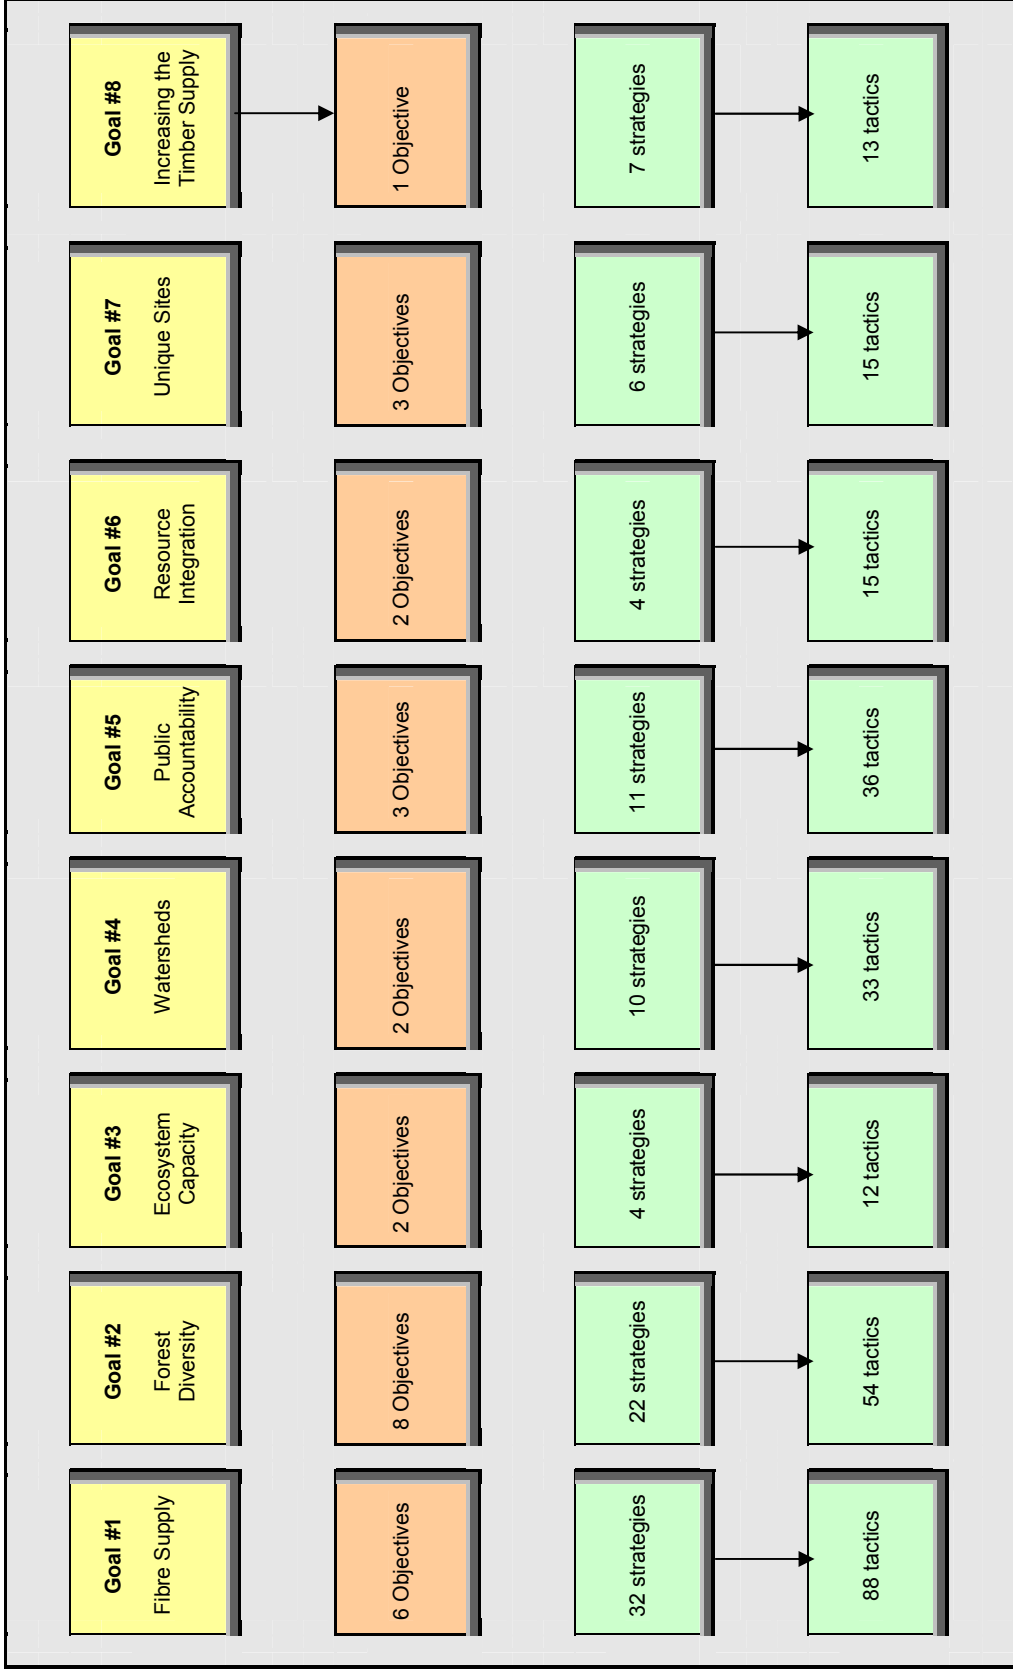 Goal #1
Fibre Supply
Goal #2
Forest
Diversity
Goal #3
Ecosystem
Capacity
Goal #4
Watersheds
Goal #5
Public
Accountability
Goal #6
Resource
Integration
Goal #7
Unique Sites
Goal #8
Increasing the
Timber Supply
6 Objectives
8 Objectives
2 Objectives
2 Objectives
3 Objectives
2 Objectives
3 Objectives
1 Objective
32 strategies
22 strategies
4 strategies
10 strategies
11 strategies
4 strategies
6 strategies
7 strategies
88 tactics
54 tactics
12 tactics
33 tactics
36 tactics
15 tactics
15 tactics
13 tactics